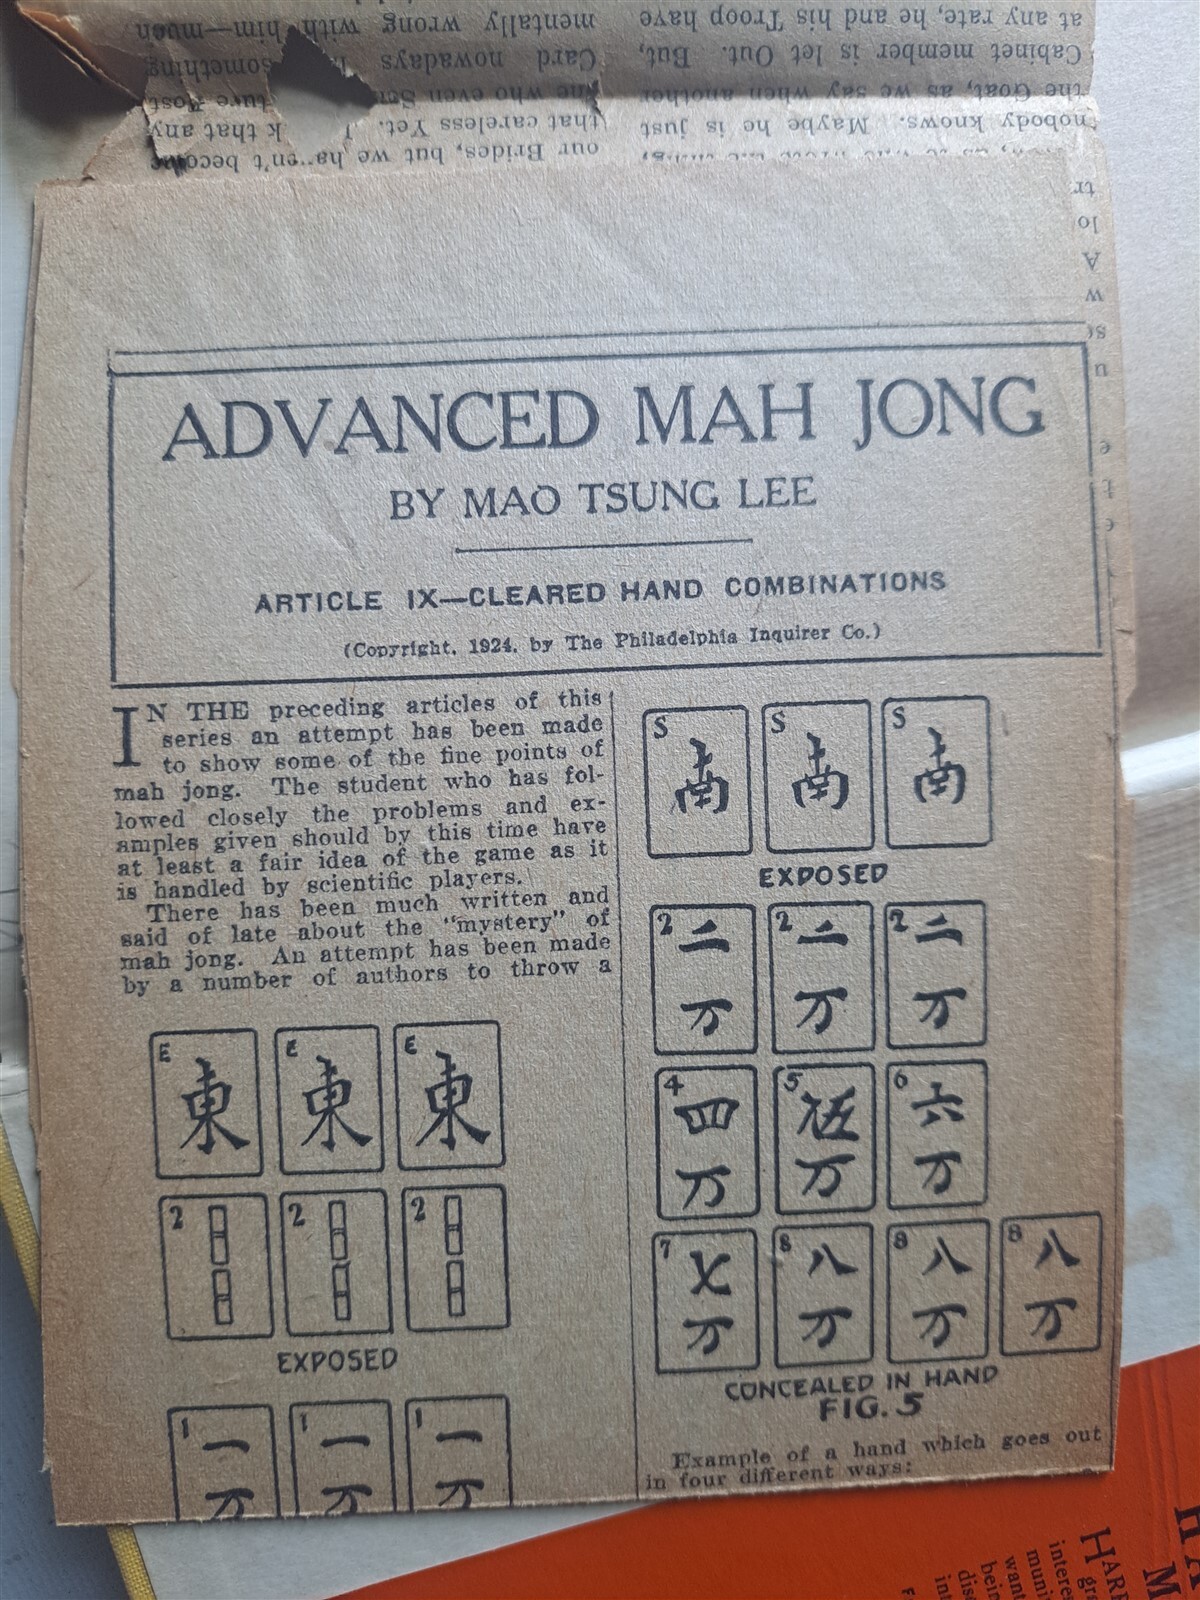 nobody knows. Maybe he is just
the Goat, as we say when another
Cabinet member is let Out. But,
at any rate, he and his Troop have
our Brides, but we haven't become
that careless Yet. that any
who even Post
Card nowadays something
mentally wrong with him—much
ADVANCED MAH JONG
BY MAO TSUNG LEE
ARTICLE IX—CLEARED HAND COMBINATIONS
(Copyright, 1924, by The Philadelphia Inquirer Co.)
IN THE preceding articles of this
series an attempt has been made
to show some of the fine points of
mah jong. The student who has fol-
lowed closely the problems and ex-
amples given should by this time have
at least a fair idea of the game as it
is handled by scientific players.
There has been much written and
said of late about the "mystery" of
mah jong. An attempt has been made
by a number of authors to throw a
E 東 E 東 E 東
2 2 2
EXPOSED
1 一万 1 一万 1 一万
S 南 S 南 S 南
EXPOSED
2 二万 2 二万 2 二万
4 四万 5 伍万 6 六万
7 七万 8 八万 8 八万 8 八万
CONCEALED IN HAND
FIG. 5
Example of a hand which goes out
in four different ways: